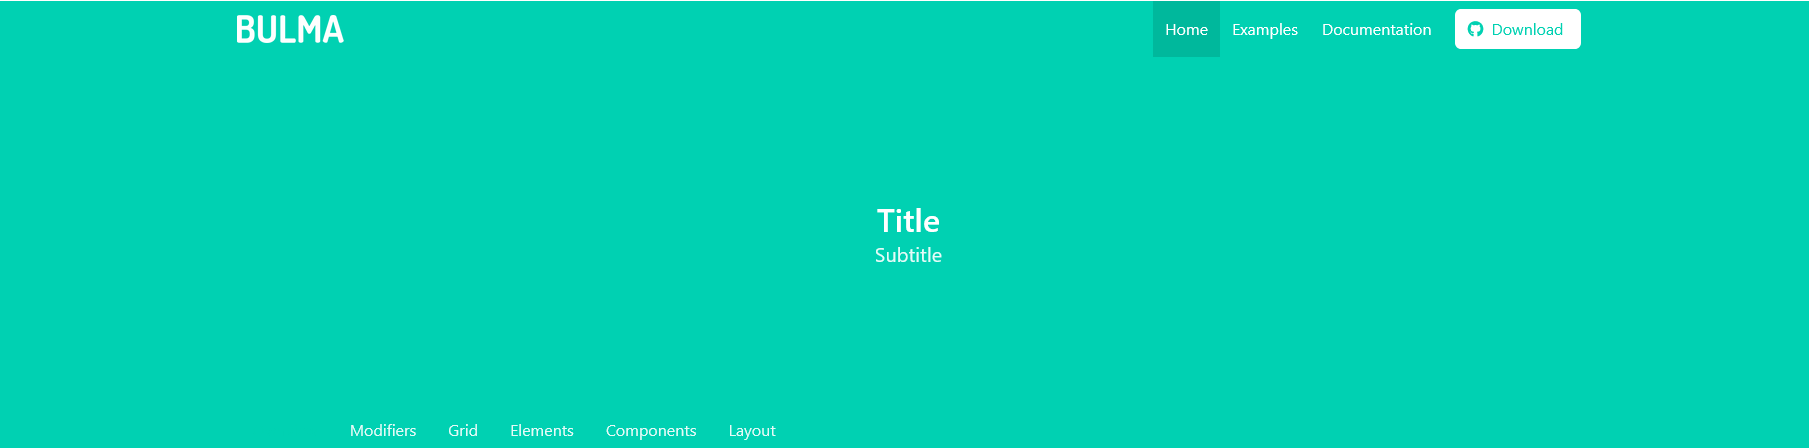 BULMA Home Examples Documentation Download
Title
Subtitle
Modifiers Grid Elements Components Layout